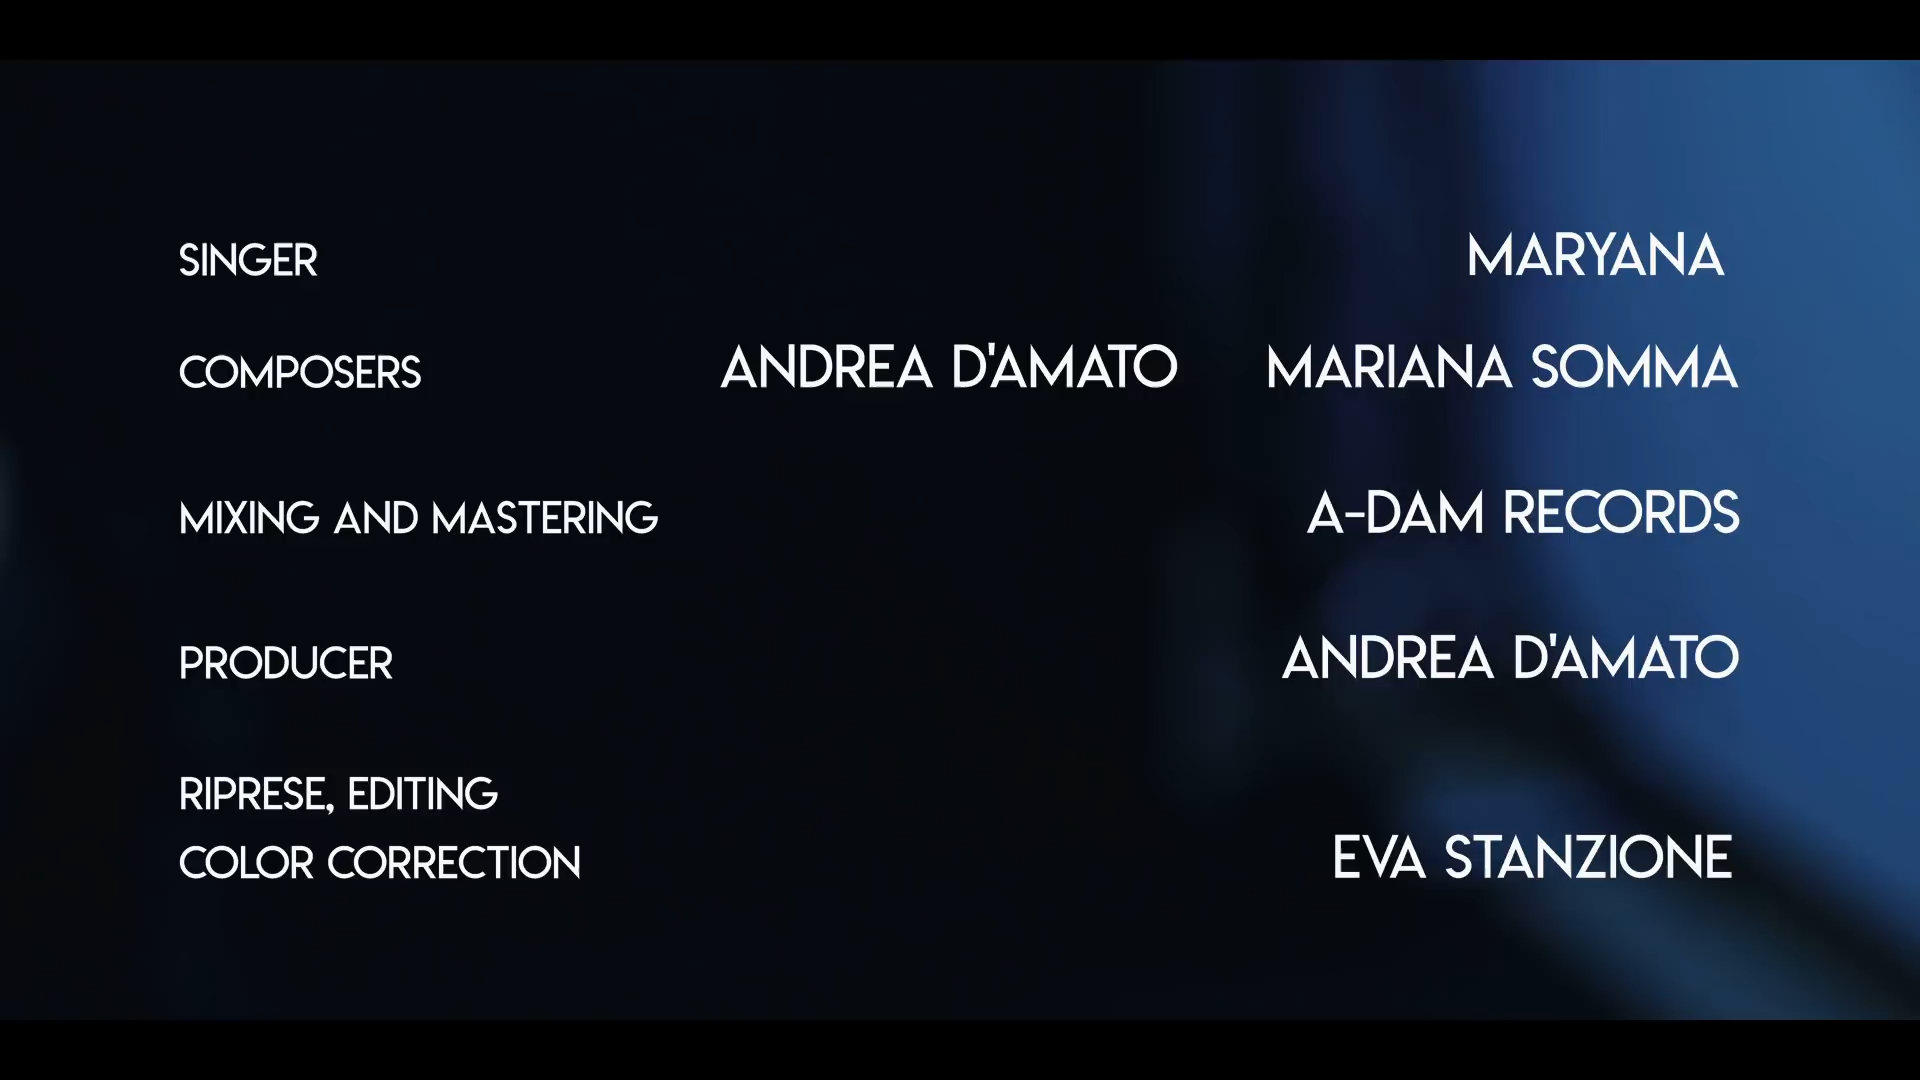 SINGER MARYANA
COMPOSERS ANDREA D'AMATO MARIANA SOMMA
MIXING AND MASTERING A-DAM RECORDS
PRODUCER ANDREA D'AMATO
RIPRESE, EDITING
COLOR CORRECTION EVA STANZIONE